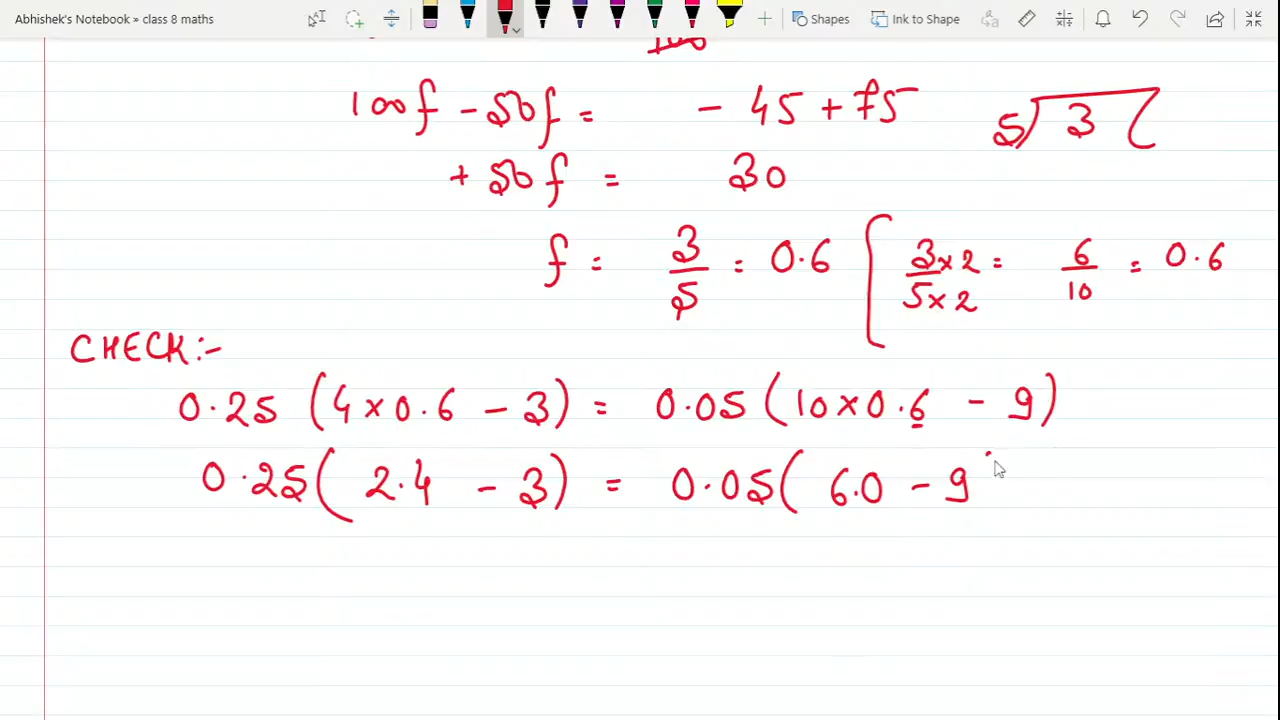 Abhishek's Notebook » class 8 maths
Shapes
Ink to Shape
100
100f - 50f = - 45 + 75
5 3
+ 50f = 30
f = 3/5 = 0.6 3×2/5×2 = 6/10 = 0.6
CHECK:-
0.25 (4×0.6 - 3) = 0.05 (10×0.6 - 9)
0.25( 2.4 - 3) = 0.05( 6.0 - 9